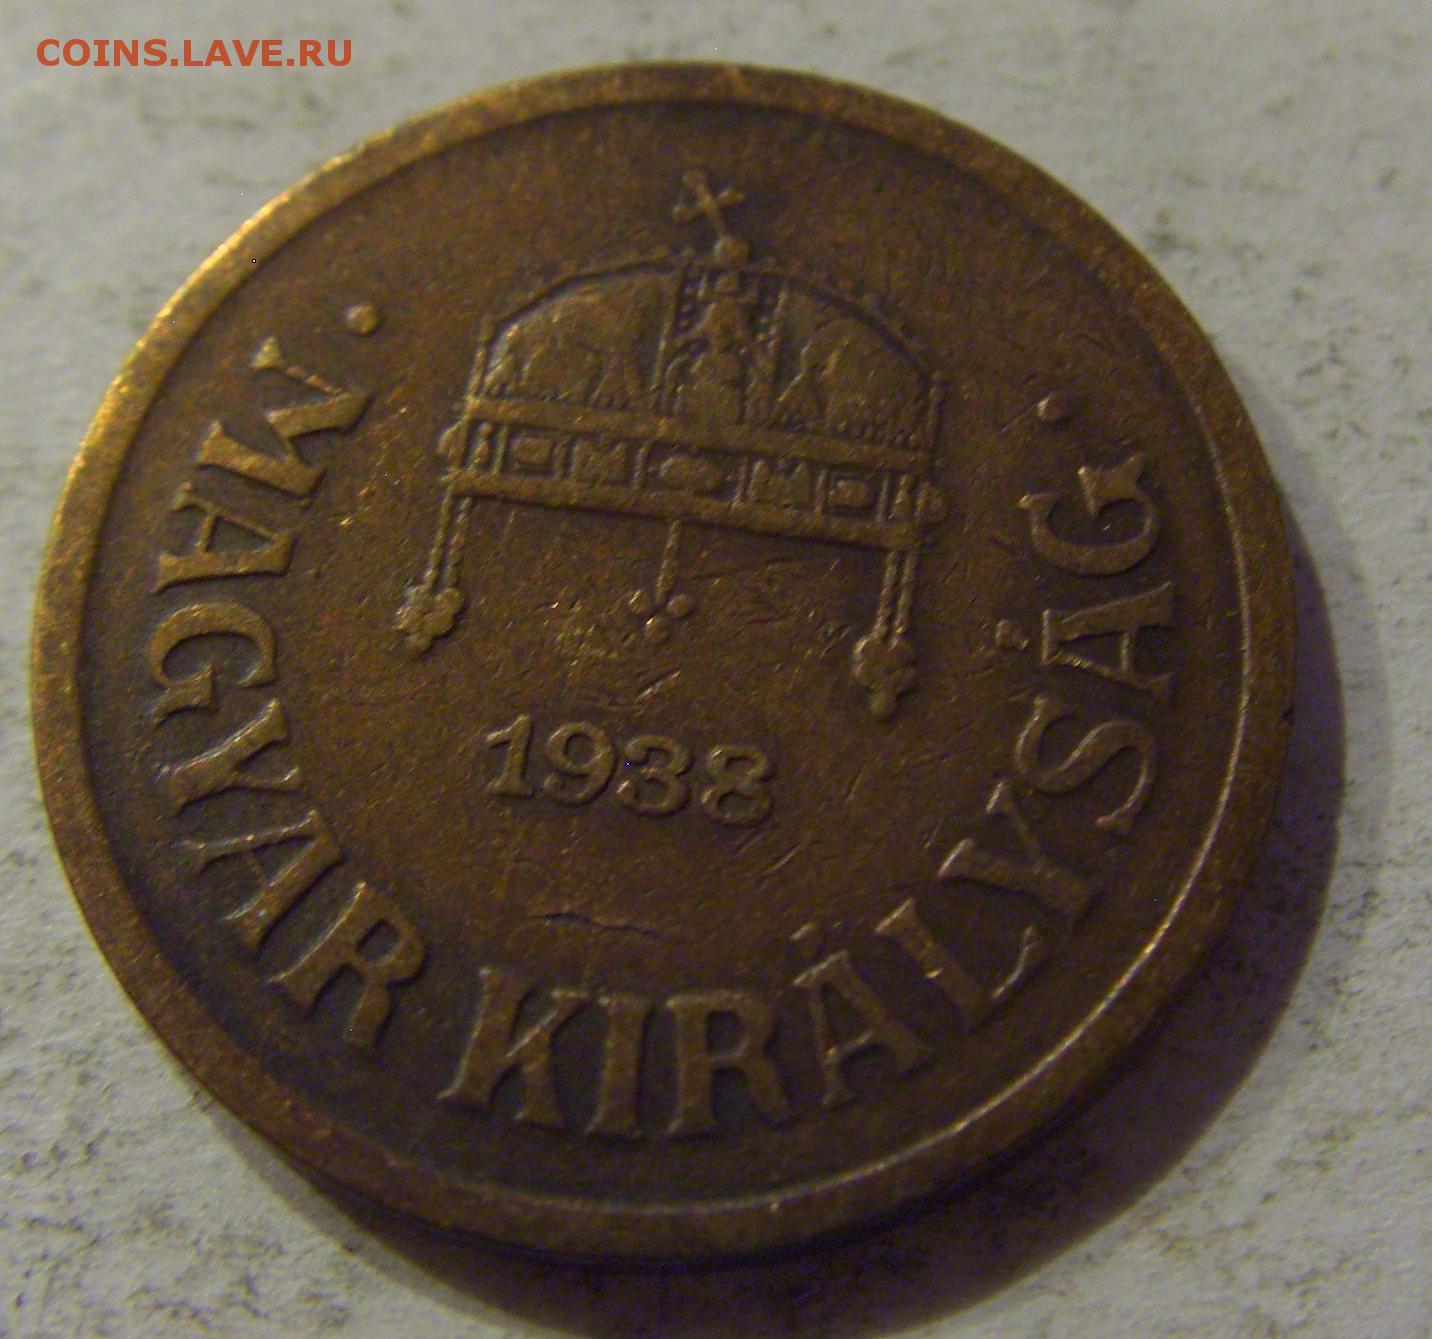 COINS.LAVE.RU
1938
· MAGYAR KIRÁLYSÁG ·